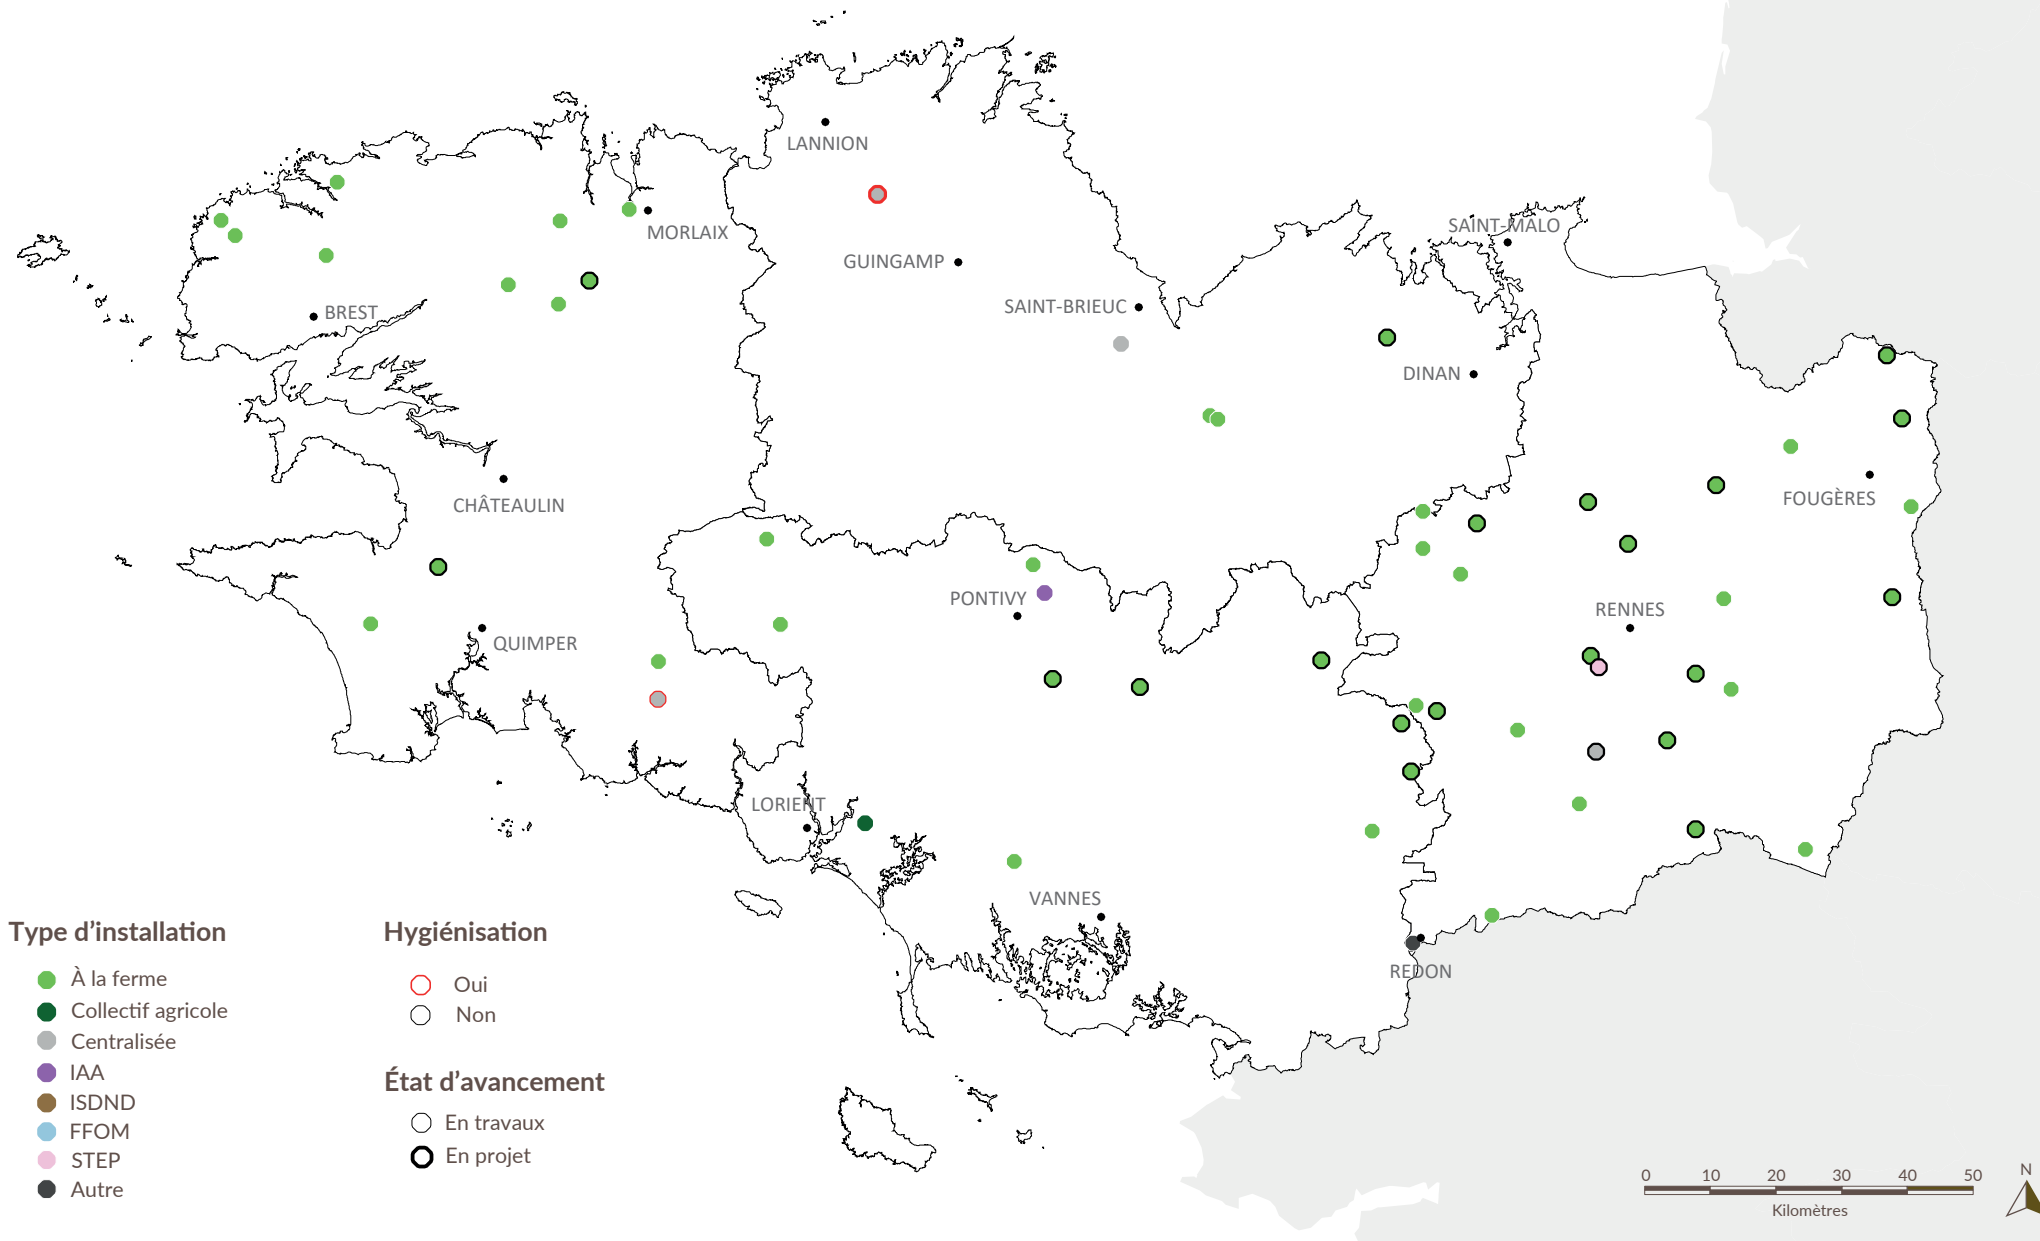 LANNION
MORLAIX
SAINT-MALO
GUINGAMP
SAINT-BRIEUC
BREST
DINAN
CHÂTEAULIN
FOUGÈRES
PONTIVY
RENNES
QUIMPER
LORIENT
VANNES
REDON
Type d’installation
À la ferme
Collectif agricole
Centralisée
IAA
ISDND
FFOM
STEP
Autre
Hygiénisation
Oui
Non
État d’avancement
En travaux
En projet
0 10 20 30 40 50
Kilomètres
N